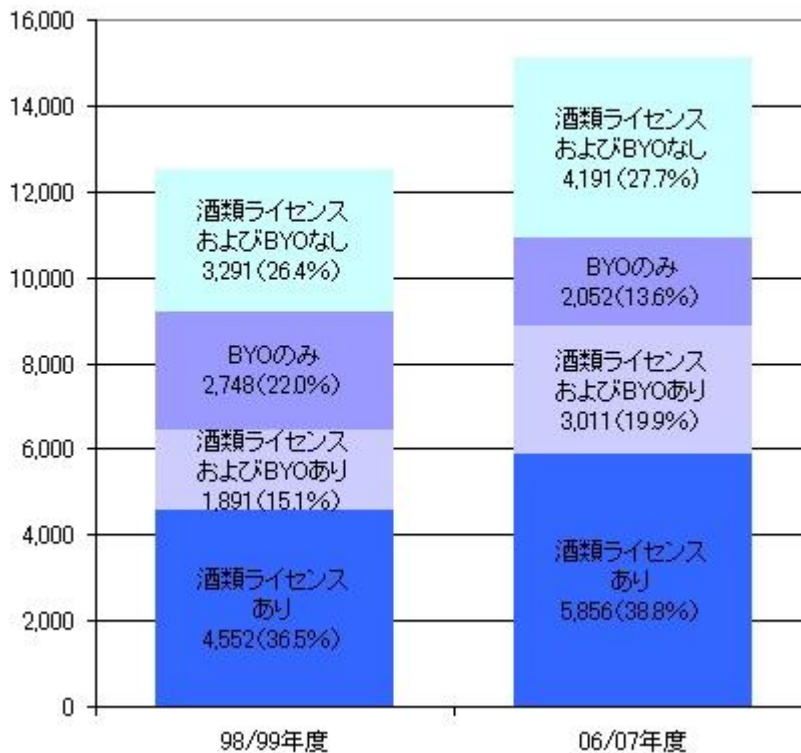 16,000
14,000
12,000
10,000
8,000
6,000
4,000
2,000
0
酒類ライセンス
およびBYOなし
3,291(26.4%)
BYOのみ
2,748(22.0%)
酒類ライセンス
およびBYOあり
1,891(15.1%)
酒類ライセンス
あり
4,552(36.5%)
酒類ライセンス
およびBYOなし
4,191(27.7%)
BYOのみ
2,052(13.6%)
酒類ライセンス
およびBYOあり
3,011(19.9%)
酒類ライセンス
あり
5,856(38.8%)
98/99年度
06/07年度